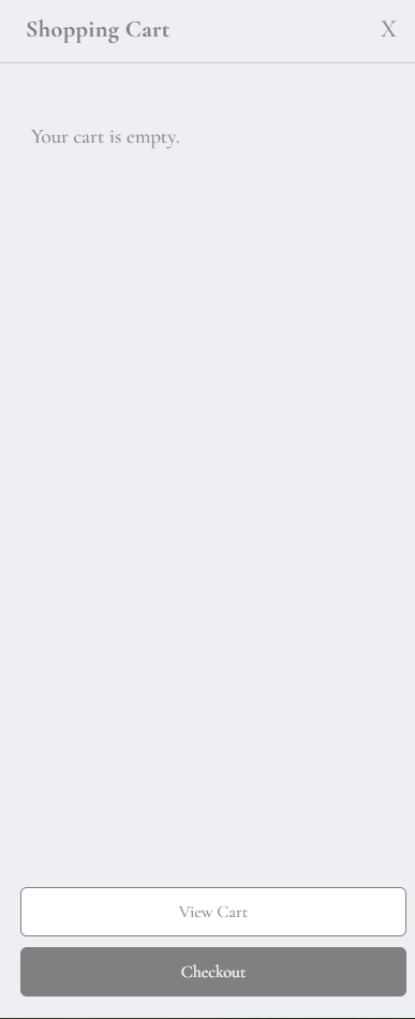 Shopping Cart X
Your cart is empty.
View Cart
Checkout